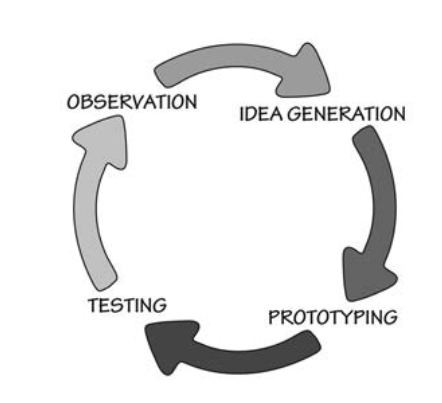 OBSERVATION
IDEA GENERATION
TESTING
PROTOTYPING